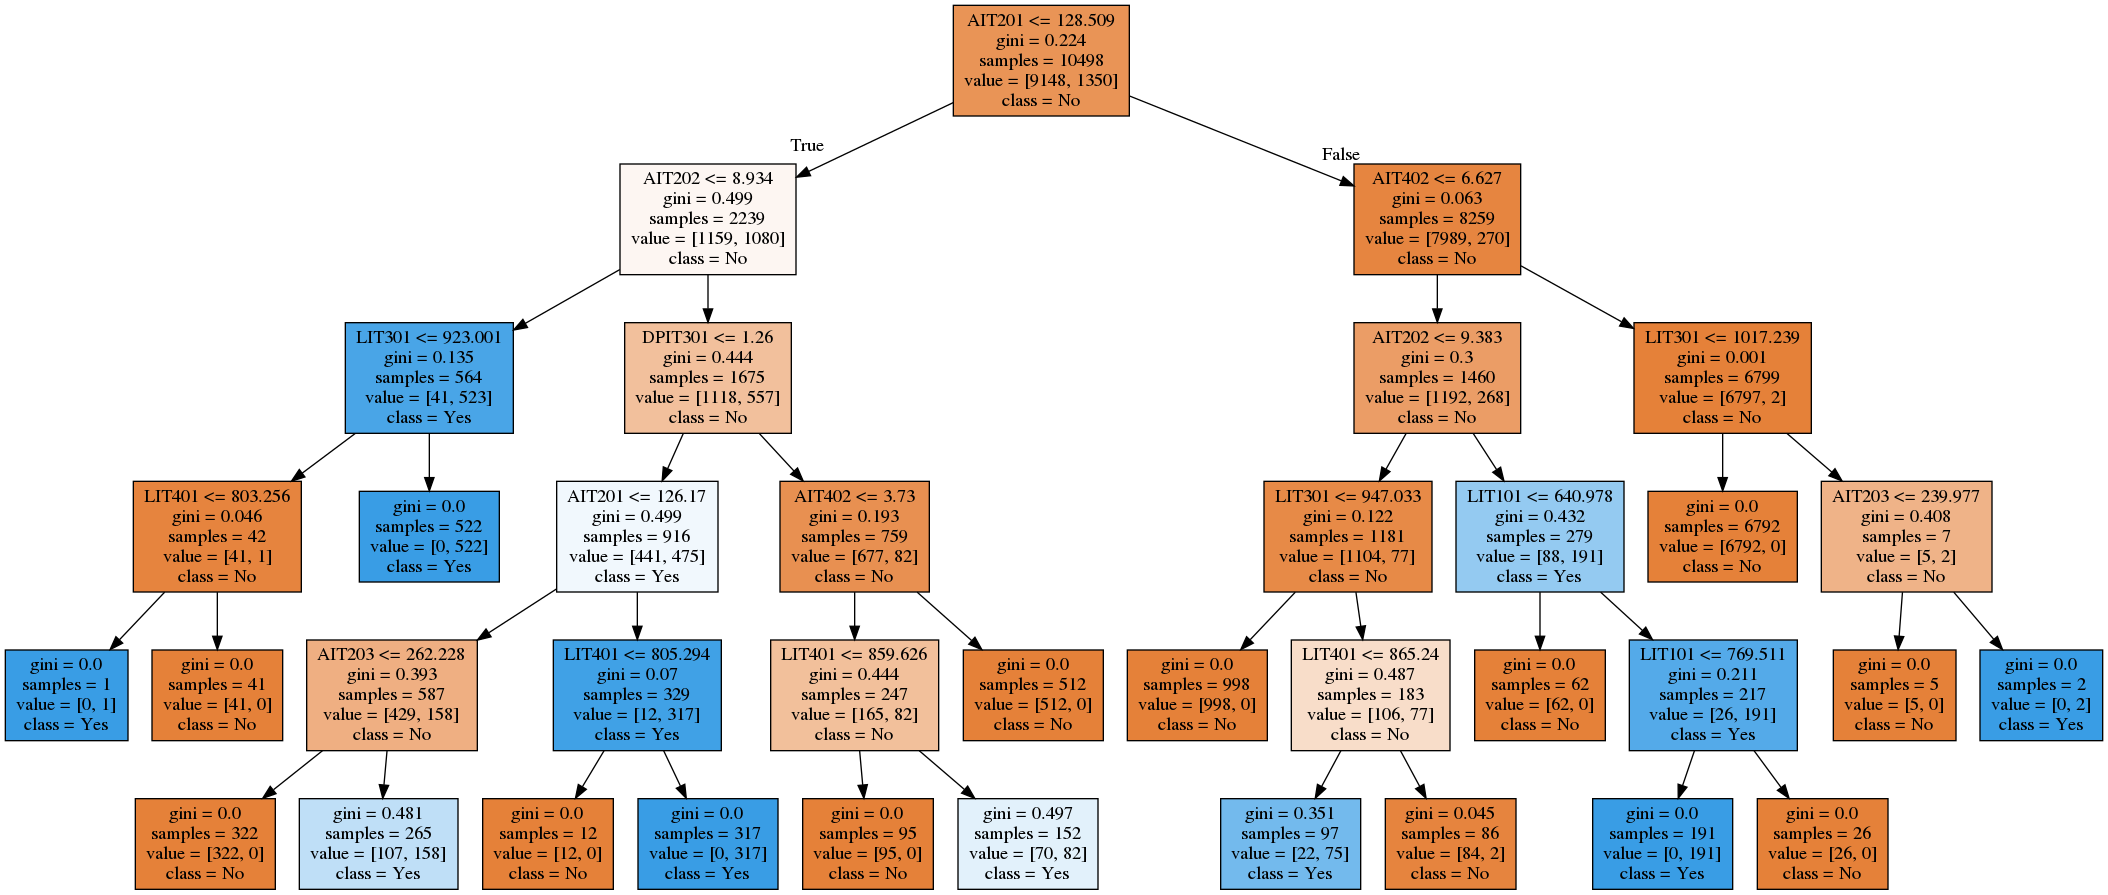 AIT201 <= 128.509
gini = 0.224
samples = 10498
value = [9148, 1350]
class = No
True
False
AIT202 <= 8.934
gini = 0.499
samples = 2239
value = [1159, 1080]
class = No
AIT402 <= 6.627
gini = 0.063
samples = 8259
value = [7989, 270]
class = No
LIT301 <= 923.001
gini = 0.135
samples = 564
value = [41, 523]
class = Yes
DPIT301 <= 1.26
gini = 0.444
samples = 1675
value = [1118, 557]
class = No
AIT202 <= 9.383
gini = 0.3
samples = 1460
value = [1192, 268]
class = No
LIT301 <= 1017.239
gini = 0.001
samples = 6799
value = [6797, 2]
class = No
LIT401 <= 803.256
gini = 0.046
samples = 42
value = [41, 1]
class = No
gini = 0.0
samples = 522
value = [0, 522]
class = Yes
AIT201 <= 126.17
gini = 0.499
samples = 916
value = [441, 475]
class = Yes
AIT402 <= 3.73
gini = 0.193
samples = 759
value = [677, 82]
class = No
LIT301 <= 947.033
gini = 0.122
samples = 1181
value = [1104, 77]
class = No
LIT101 <= 640.978
gini = 0.432
samples = 279
value = [88, 191]
class = Yes
gini = 0.0
samples = 6792
value = [6792, 0]
class = No
AIT203 <= 239.977
gini = 0.408
samples = 7
value = [5, 2]
class = No
gini = 0.0
samples = 1
value = [0, 1]
class = Yes
gini = 0.0
samples = 41
value = [41, 0]
class = No
AIT203 <= 262.228
gini = 0.393
samples = 587
value = [429, 158]
class = No
LIT401 <= 805.294
gini = 0.07
samples = 329
value = [12, 317]
class = Yes
LIT401 <= 859.626
gini = 0.444
samples = 247
value = [165, 82]
class = No
gini = 0.0
samples = 512
value = [512, 0]
class = No
gini = 0.0
samples = 998
value = [998, 0]
class = No
LIT401 <= 865.24
gini = 0.487
samples = 183
value = [106, 77]
class = No
gini = 0.0
samples = 62
value = [62, 0]
class = No
LIT101 <= 769.511
gini = 0.211
samples = 217
value = [26, 191]
class = Yes
gini = 0.0
samples = 5
value = [5, 0]
class = No
gini = 0.0
samples = 2
value = [0, 2]
class = Yes
gini = 0.0
samples = 322
value = [322, 0]
class = No
gini = 0.481
samples = 265
value = [107, 158]
class = Yes
gini = 0.0
samples = 12
value = [12, 0]
class = No
gini = 0.0
samples = 317
value = [0, 317]
class = Yes
gini = 0.0
samples = 95
value = [95, 0]
class = No
gini = 0.497
samples = 152
value = [70, 82]
class = Yes
gini = 0.351
samples = 97
value = [22, 75]
class = Yes
gini = 0.045
samples = 86
value = [84, 2]
class = No
gini = 0.0
samples = 191
value = [0, 191]
class = Yes
gini = 0.0
samples = 26
value = [26, 0]
class = No